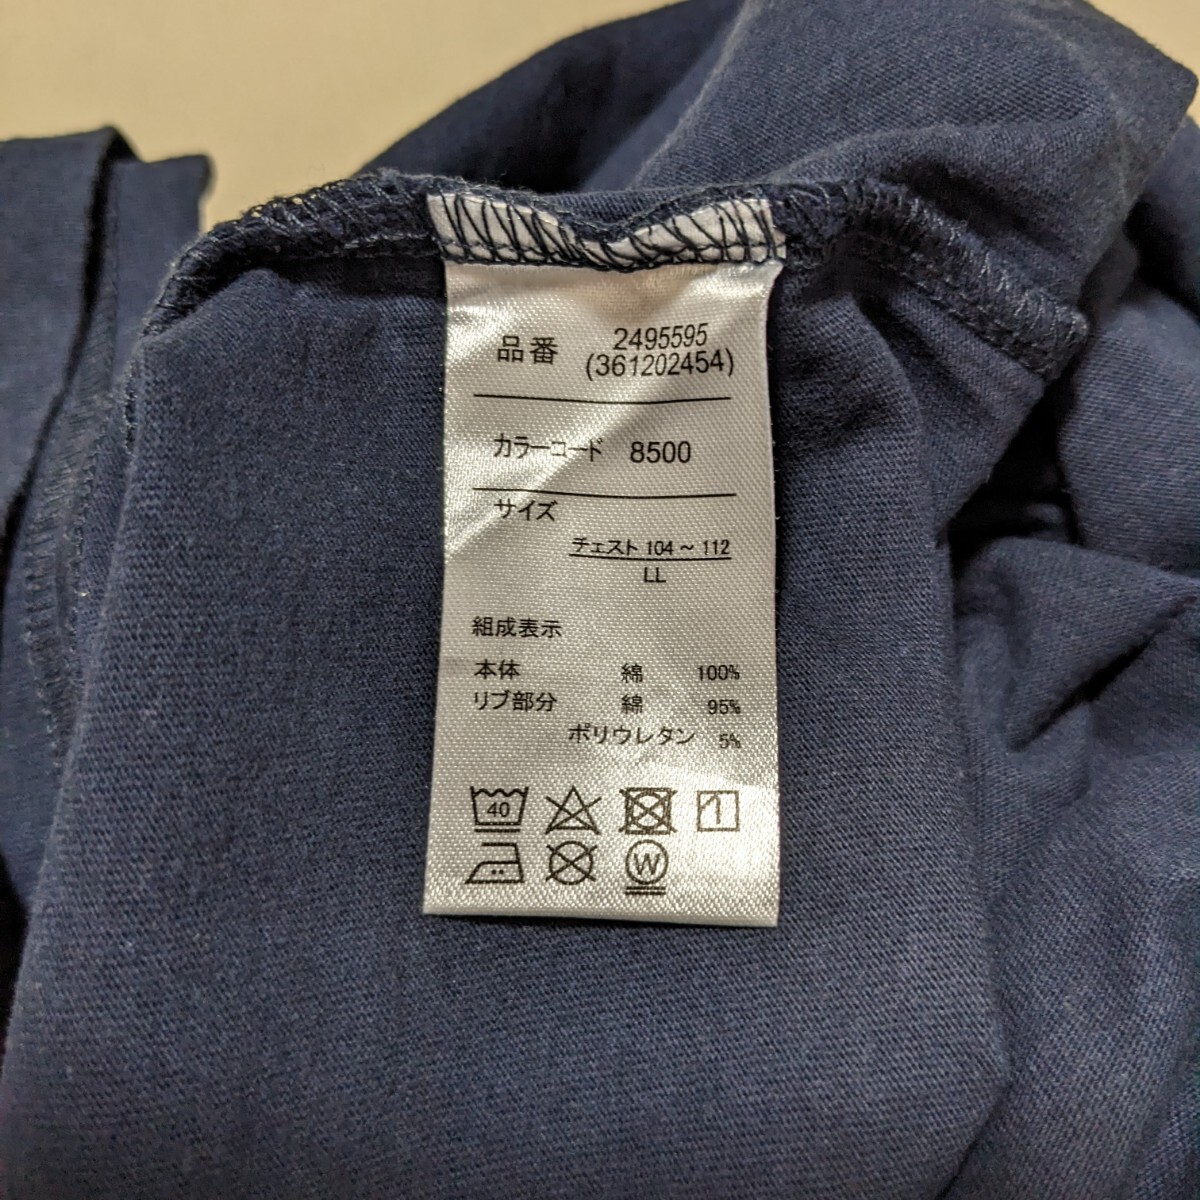 品番 2495595
(361202454)
カラーコード 8500
サイズ
チェスト 104～112
LL
組成表示
本体 綿 100%
リブ部分 綿 95%
ポリウレタン 5%
40
W